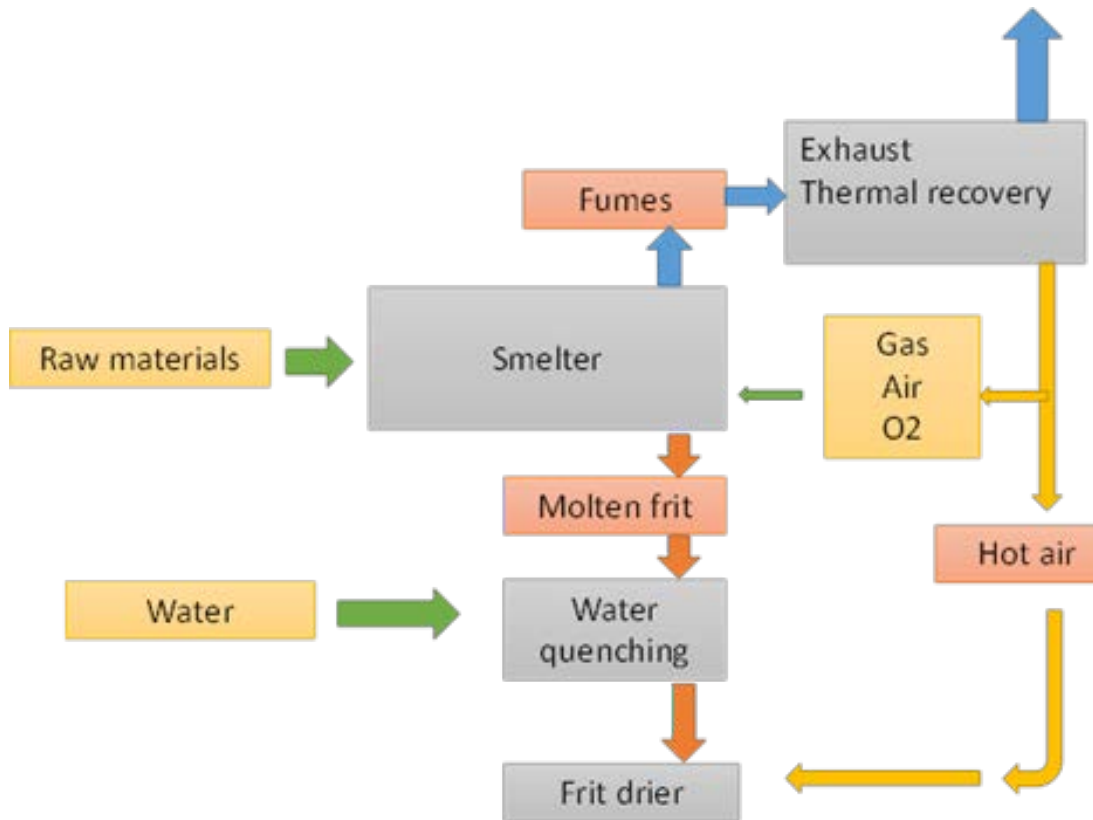 Exhaust
Thermal recovery
Fumes
Raw materials
Smelter
Gas
Air
O2
Molten frit
Hot air
Water
Water
quenching
Frit drier